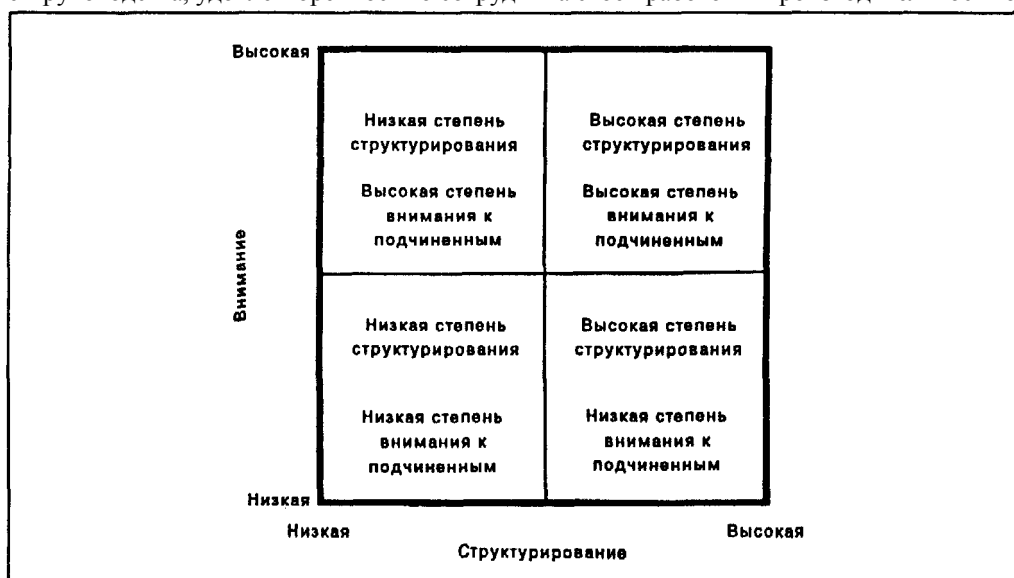 Высокая
Низкая степень
структурирования
Высокая степень
внимания к
подчиненным
Высокая степень
структурирования
Высокая степень
внимания к
подчиненным
Внимание
Низкая степень
структурирования
Низкая степень
внимания к
подчиненным
Высокая степень
структурирования
Низкая степень
внимания к
подчиненным
Низкая
Низкая
Высокая
Структурирование